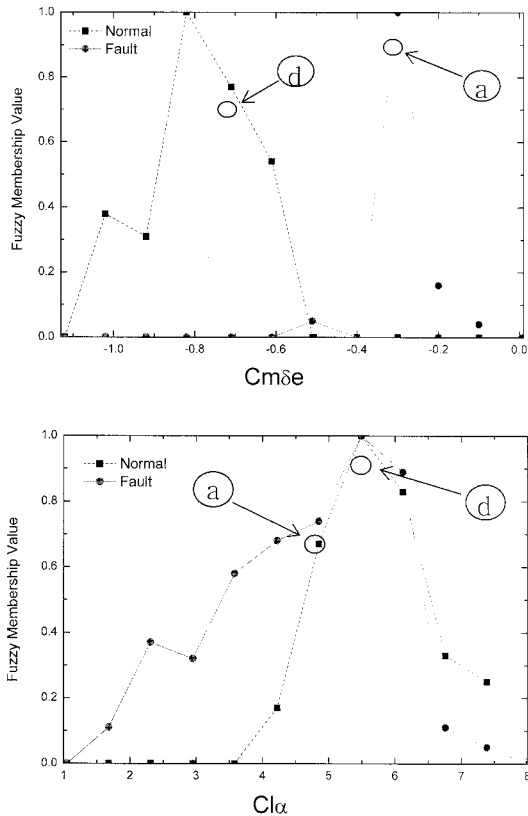 1.0
0.8
0.6
0.4
0.2
0.0
Fuzzy Membership Value
Normal
Fault
d
a
-1.0 -0.8 -0.6 -0.4 -0.2 0.0
Cmδe
1.0
0.8
0.6
0.4
0.2
0.0
Fuzzy Membership Value
Normal
Fault
a
d
1 2 3 4 5 6 7 8
Clα